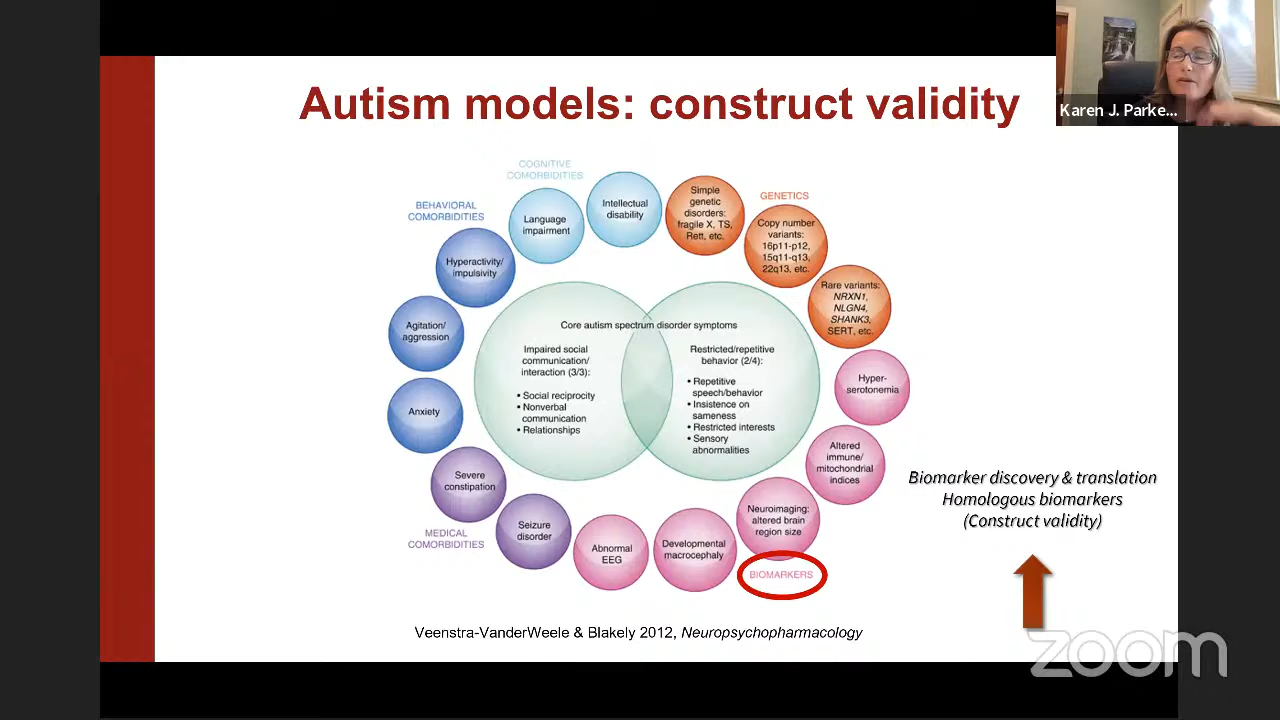 Autism models: construct validity
Karen J. Parke...
COGNITIVE
COMORBIDITIES
BEHAVIORAL
COMORBIDITIES
GENETICS
Language
impairment
Intellectual
disability
Simple
genetic
disorders:
fragile X, TS,
Rett, etc.
Copy number
variants:
16p11-p12,
15q11-q13,
22q13, etc.
Hyperactivity/
impulsivity
Rare variants:
NRXN1,
NLGN4,
SHANK3,
SERT, etc.
Agitation/
aggression
Core autism spectrum disorder symptoms
Impaired social
communication/
interaction (3/3):
• Social reciprocity
• Nonverbal
communication
• Relationships
Restricted/repetitive
behavior (2/4):
• Repetitive
speech/behavior
• Insistence on
sameness
• Restricted interests
• Sensory
abnormalities
Hyper-
serotonemia
Anxiety
Altered
immune/
mitochondrial
indices
Severe
constipation
Neuroimaging:
altered brain
region size
Seizure
disorder
MEDICAL
COMORBIDITIES
Abnormal
EEG
Developmental
macrocephaly
BIOMARKERS
Biomarker discovery & translation
Homologous biomarkers
(Construct validity)
Veenstra-VanderWeele & Blakely 2012, Neuropsychopharmacology
zoom